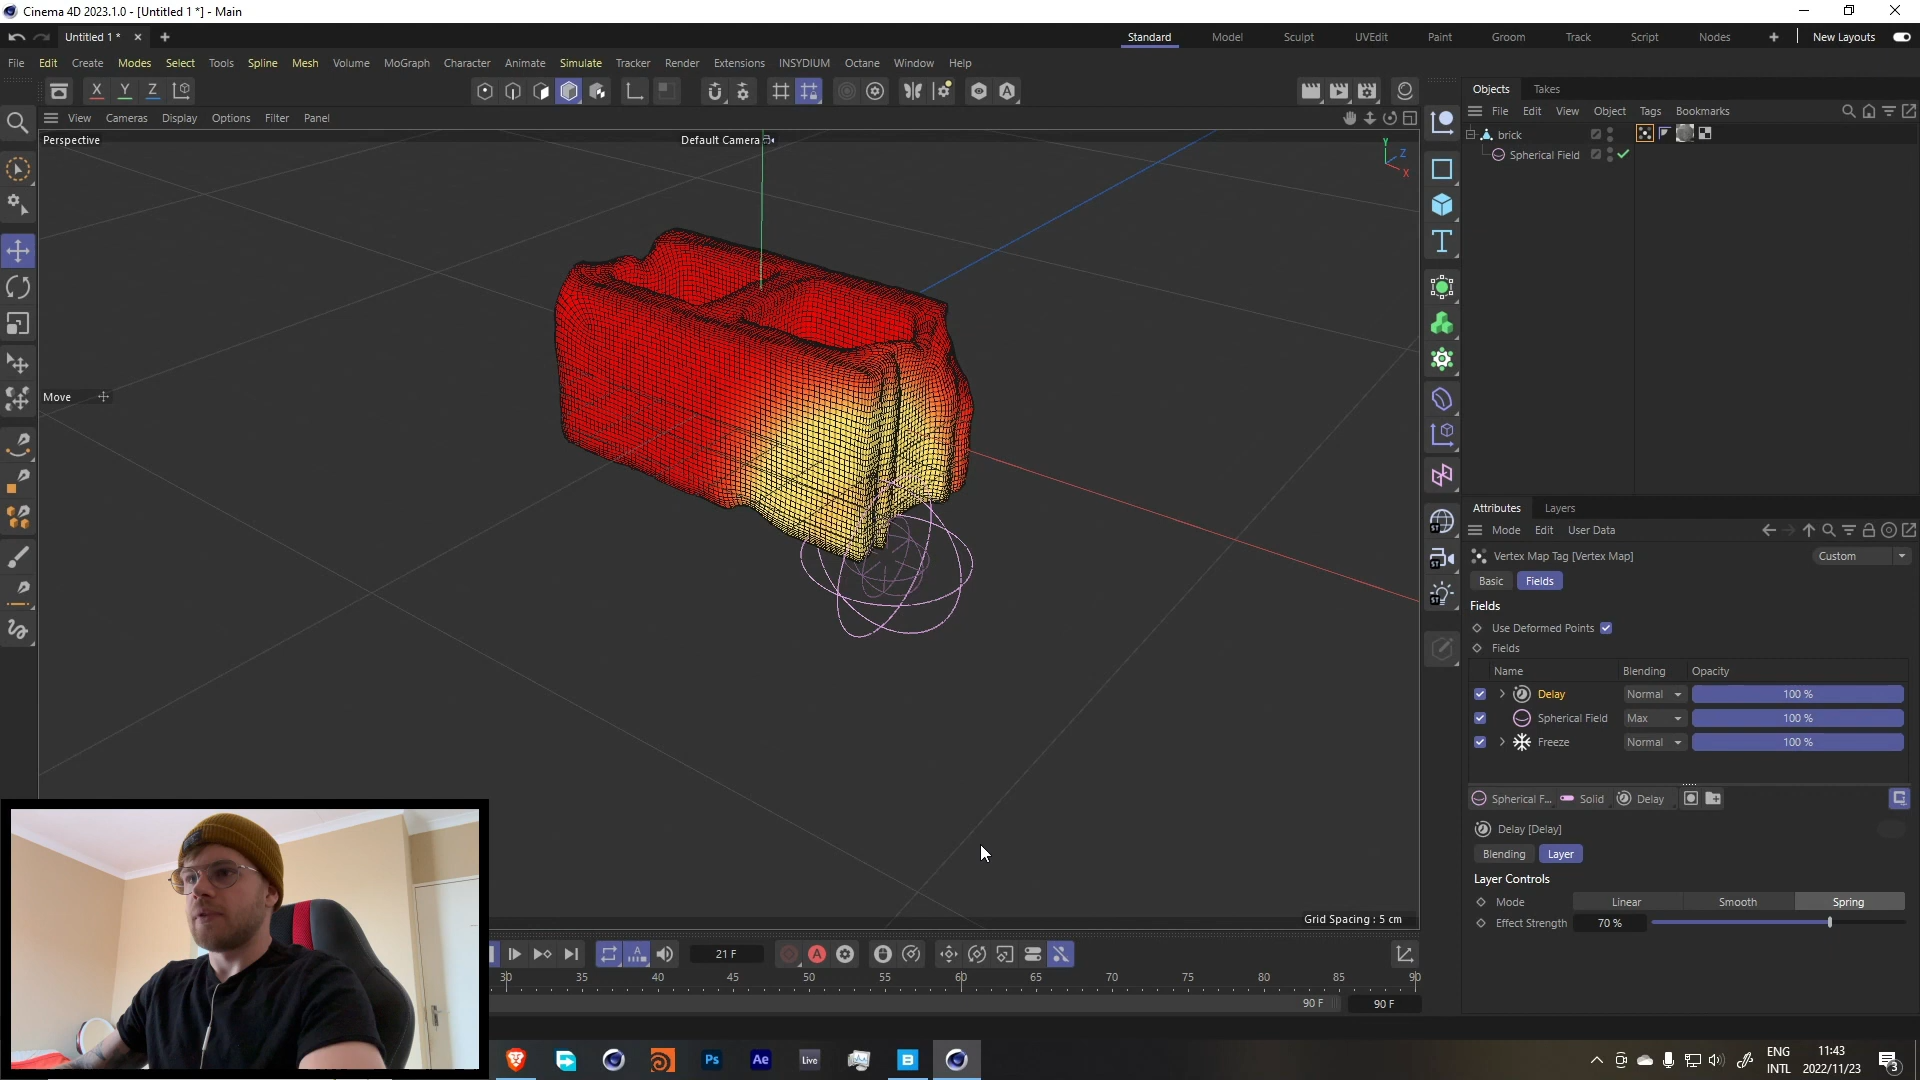 Cinema 4D 2023.1.0 - [Untitled 1 *] - Main
Untitled 1 *
Standard
Model
Sculpt
UVEdit
Paint
Groom
Track
Script
Nodes
New Layouts
File
Edit
Create
Modes
Select
Tools
Spline
Mesh
Volume
MoGraph
Character
Animate
Simulate
Tracker
Render
Extensions
INSYDIUM
Octane
Window
Help
X
Y
Z
View
Cameras
Display
Options
Filter
Panel
Perspective
Default Camera
Y
Z
X
Move
Grid Spacing : 5 cm
Objects
Takes
File
Edit
View
Object
Tags
Bookmarks
brick
Spherical Field
Attributes
Layers
Mode
Edit
User Data
Vertex Map Tag [Vertex Map]
Custom
Basic
Fields
Fields
Use Deformed Points
Fields
Name
Blending
Opacity
Delay
Normal
100 %
Spherical Field
Max
100 %
Freeze
Normal
100 %
Spherical F...
Solid
Delay
Delay [Delay]
Blending
Layer
Layer Controls
Mode
Linear
Smooth
Spring
Effect Strength
70 %
21 F
30
35
40
45
50
55
60
65
70
75
80
85
90
90 F
90 F
Ps
Ae
Live
ENG
INTL
11:43
2022/11/23
3